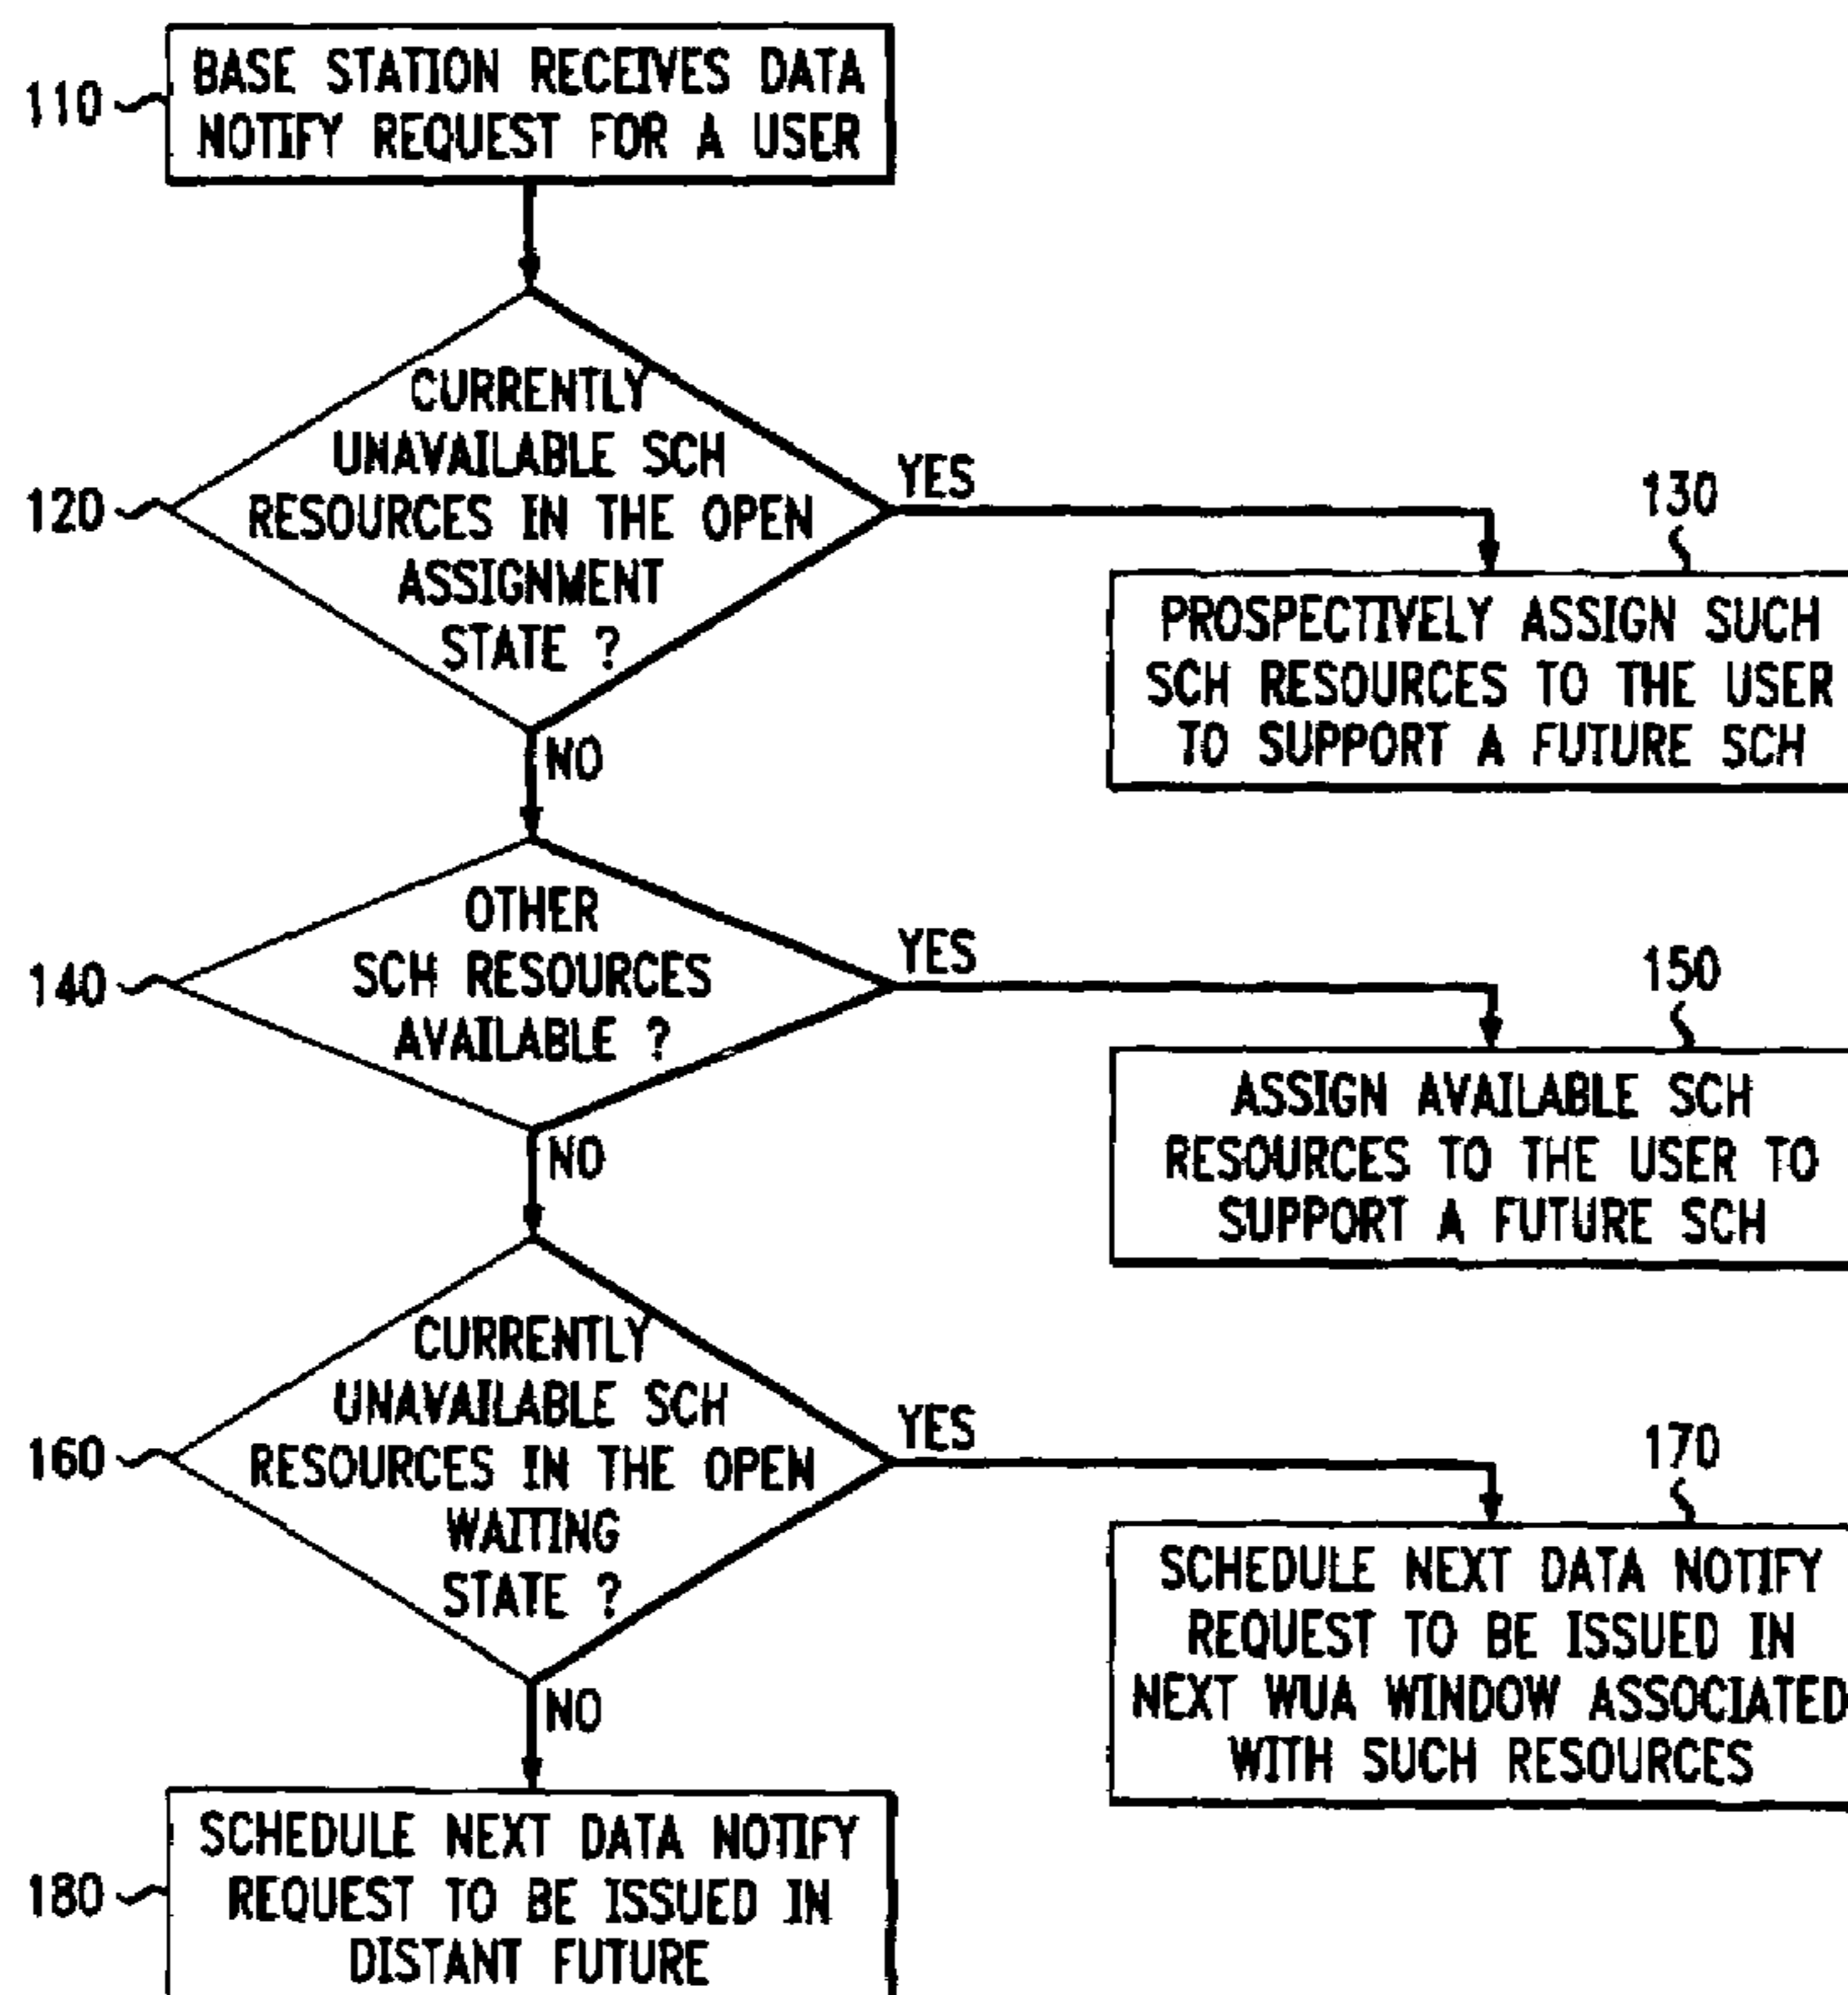 110
BASE STATION RECEIVES DATA
NOTIFY REQUEST FOR A USER
120
CURRENTLY
UNAVAILABLE SCH
RESOURCES IN THE OPEN
ASSIGNMENT
STATE ?
YES
130
PROSPECTIVELY ASSIGN SUCH
SCH RESOURCES TO THE USER
TO SUPPORT A FUTURE SCH
NO
140
OTHER
SCH RESOURCES
AVAILABLE ?
YES
150
ASSIGN AVAILABLE SCH
RESOURCES TO THE USER TO
SUPPORT A FUTURE SCH
NO
160
CURRENTLY
UNAVAILABLE SCH
RESOURCES IN THE OPEN
WAITING
STATE ?
YES
170
SCHEDULE NEXT DATA NOTIFY
REQUEST TO BE ISSUED IN
NEXT WUA WINDOW ASSOCIATED
WITH SUCH RESOURCES
NO
180
SCHEDULE NEXT DATA NOTIFY
REQUEST TO BE ISSUED IN
DISTANT FUTURE